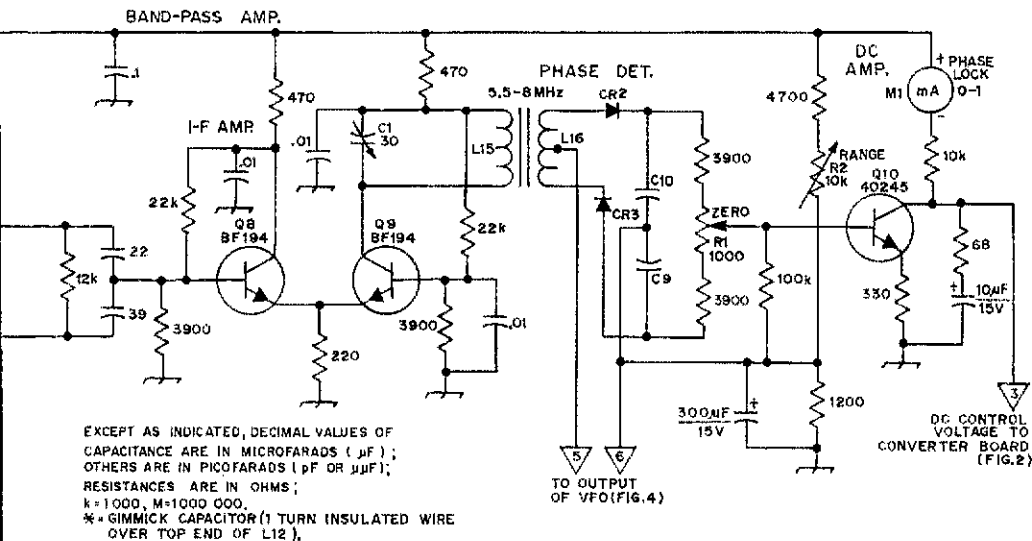 BAND-PASS AMP.
.1
470
470
PHASE DET.
DC
AMP.
+ PHASE
LOCK
0-1
M1
mA
-
5.5-8MHz
CR2
4700
I-F AMP.
.01
.01
C1
30
L15
L16
3900
C10
RANGE
R2
10k
10k
22k
Q8
BF194
Q9
BF194
22k
CR3
ZERO
R1
1000
Q10
40245
22
12k
39
3900
C9
100k
68
3900
3900
.01
330
+
10µF
15V
220
300µF
15V
+
1200
3
DC CONTROL
VOLTAGE TO
CONVERTER BOARD
(FIG.2)
5
6
TO OUTPUT
OF VFO(FIG.4)
EXCEPT AS INDICATED, DECIMAL VALUES OF
CAPACITANCE ARE IN MICROFARADS ( µF ) ;
OTHERS ARE IN PICOFARADS ( pF OR µµF);
RESISTANCES ARE IN OHMS;
k=1000, M=1000 000.
* = GIMMICK CAPACITOR (1 TURN INSULATED WIRE
OVER TOP END OF L12 ).